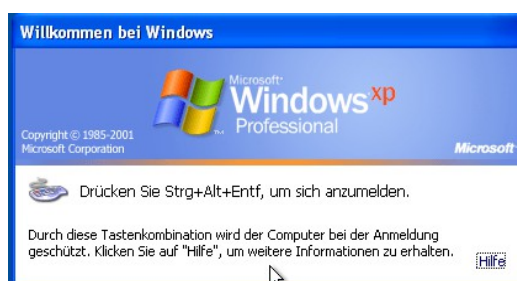 Willkommen bei Windows
Microsoft®
Windows xp
Professional
Copyright © 1985-2001
Microsoft Corporation
Microsoft
Drücken Sie Strg+Alt+Entf, um sich anzumelden.
Durch diese Tastenkombination wird der Computer bei der Anmeldung
geschützt. Klicken Sie auf "Hilfe", um weitere Informationen zu erhalten.
Hilfe